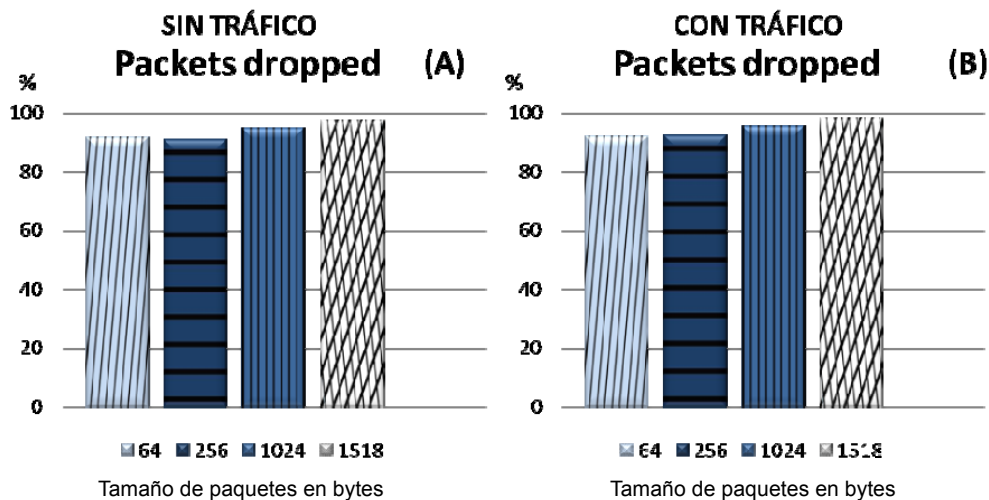 SIN TRÁFICO
Packets dropped (A)
%
100
80
60
40
20
0
64 256 1024 1518
Tamaño de paquetes en bytes
CON TRÁFICO
Packets dropped (B)
%
100
80
60
40
20
0
64 256 1024 1518
Tamaño de paquetes en bytes